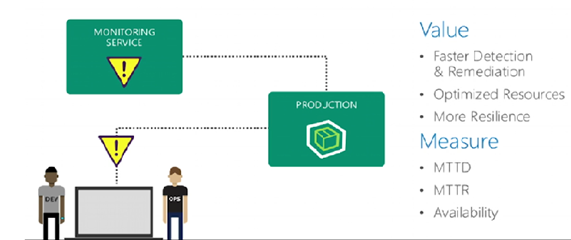 MONITORING
SERVICE
PRODUCTION
DEV
OPS
Value
• Faster Detection
& Remediation
• Optimized Resources
• More Resilience
Measure
• MTTD
• MTTR
• Availability